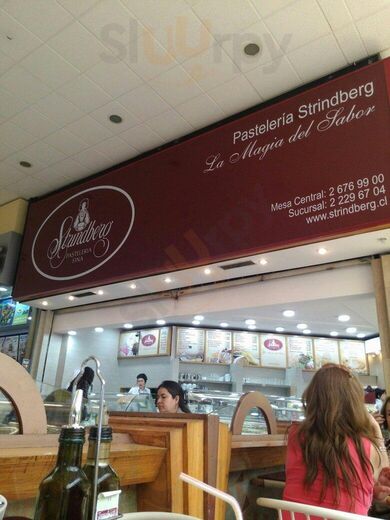 Sluurpy
Pastelería Strindberg
La Magia del Sabor
Mesa Central: 2 676 99 00
Sucursal: 2 229 67 04
www.strindberg.cl
Strindberg
PASTELERIA
FINA